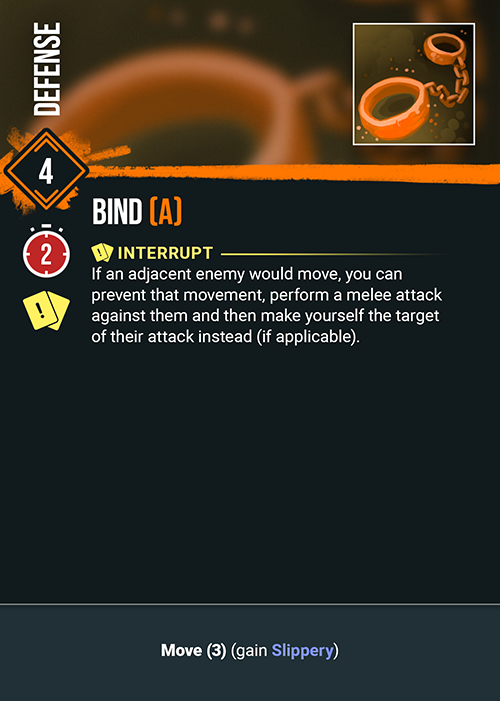 DEFENSE
4
BIND (A)
2
! INTERRUPT
If an adjacent enemy would move, you can
prevent that movement, perform a melee attack
against them and then make yourself the target
of their attack instead (if applicable).
!
Move (3) (gain Slippery)